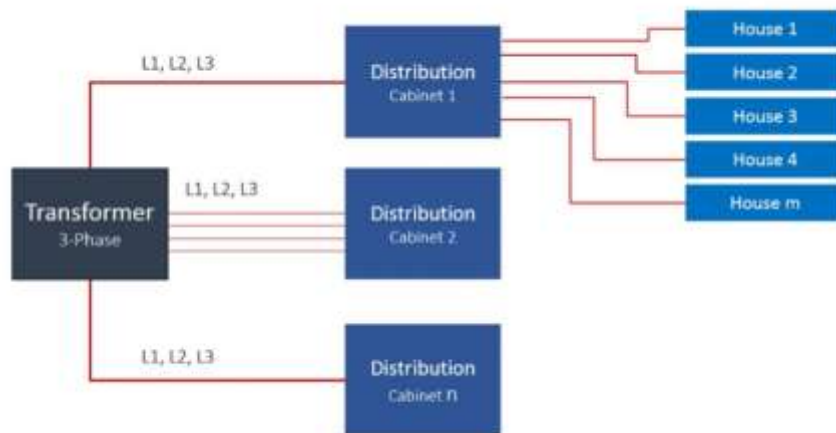 L1, L2, L3
Distribution
Cabinet 1
House 1
House 2
House 3
House 4
House m
Transformer
3-Phase
L1, L2, L3
Distribution
Cabinet 2
L1, L2, L3
Distribution
Cabinet n